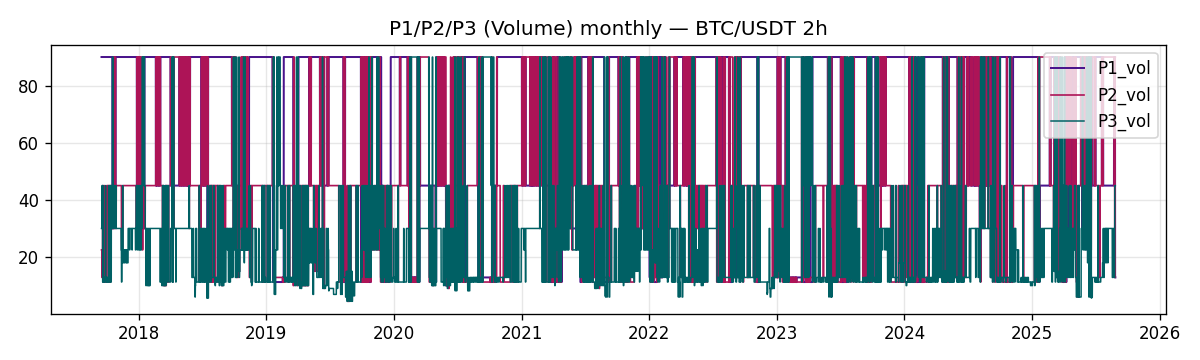 P1/P2/P3 (Volume) monthly — BTC/USDT 2h
P1_vol
P2_vol
P3_vol
80
60
40
20
2018 2019 2020 2021 2022 2023 2024 2025 2026